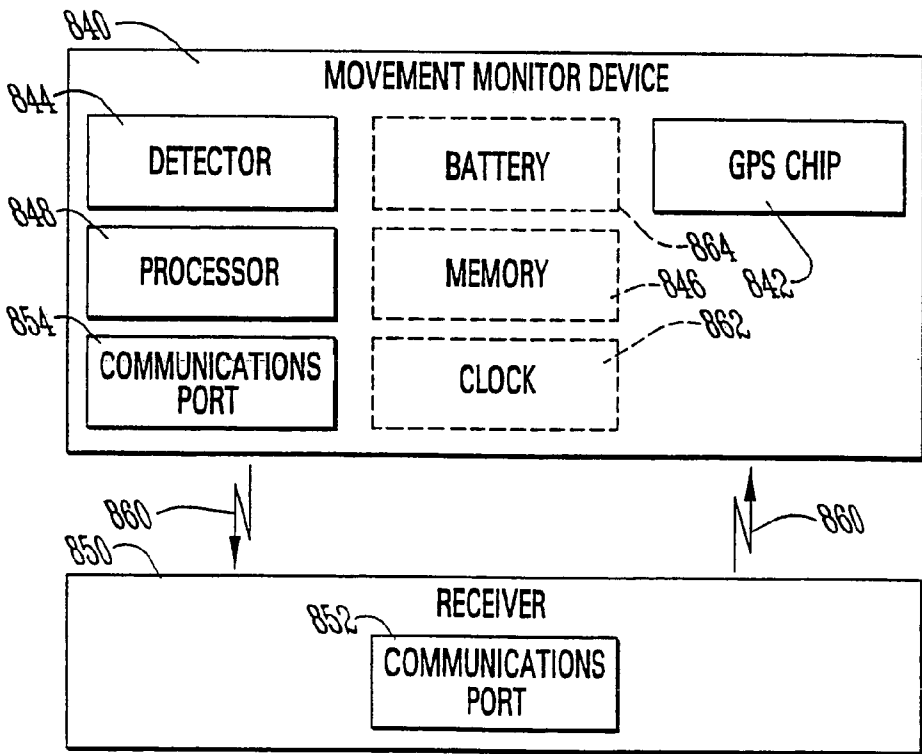 840
MOVEMENT MONITOR DEVICE
844
DETECTOR
BATTERY
GPS CHIP
848
864
PROCESSOR
MEMORY
846
842
854
862
COMMUNICATIONS
PORT
CLOCK
860
860
850
RECEIVER
852
COMMUNICATIONS
PORT